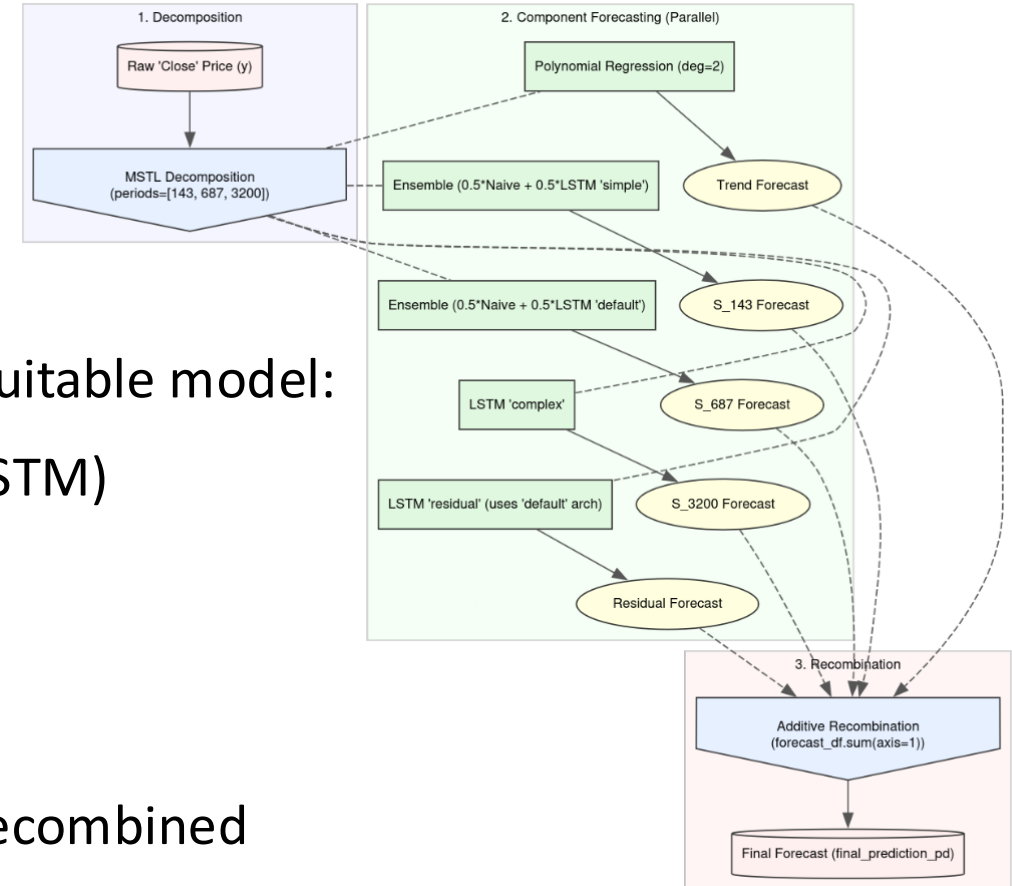 1. Decomposition
Raw 'Close' Price (y)
MSTL Decomposition
(periods=[143, 687, 3200])
2. Component Forecasting (Parallel)
Polynomial Regression (deg=2)
Trend Forecast
Ensemble (0.5*Naive + 0.5*LSTM 'simple')
S_143 Forecast
Ensemble (0.5*Naive + 0.5*LSTM 'default')
S_687 Forecast
LSTM 'complex'
S_3200 Forecast
LSTM 'residual' (uses 'default' arch)
Residual Forecast
3. Recombination
Additive Recombination
(forecast_df.sum(axis=1))
Final Forecast (final_prediction_pd)
uitable model:
STM)
ecombined